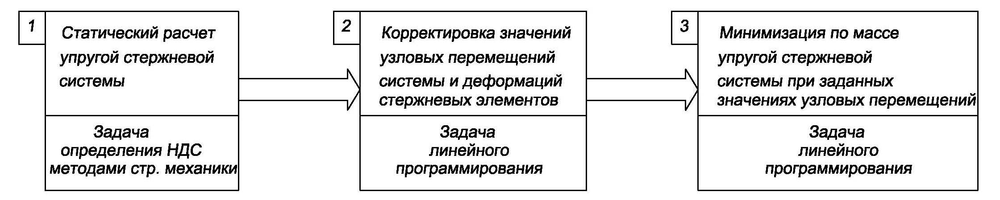 1
Статический расчет
упругой стержневой
системы
Задача
определения НДС
методами стр. механики
2
Корректировка значений
узловых перемещений
системы и деформаций
стержневых элементов
Задача
линейного
программирования
3
Минимизация по массе
упругой стержневой
системы при заданных
значениях узловых перемещений
Задача
линейного
программирования